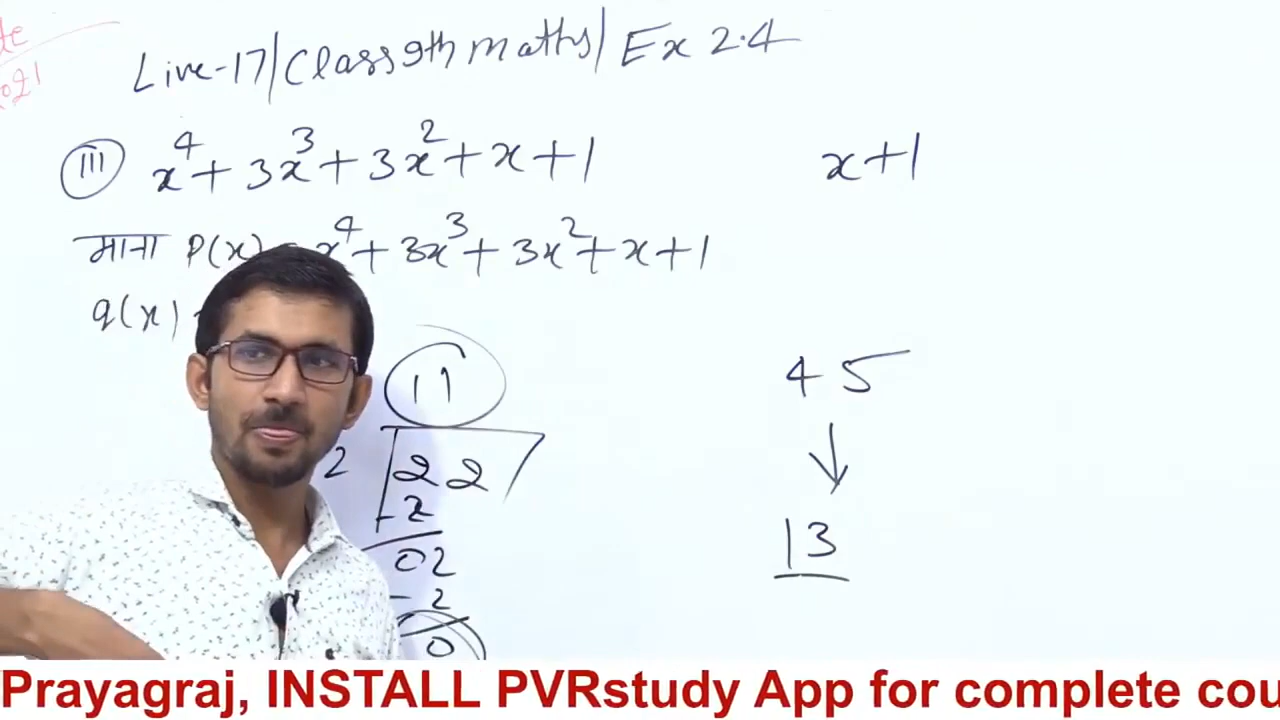 2021
Live-17/Class 9th maths/Ex 2.4
(III) x⁴ + 3x³ + 3x² + x + 1
x+1
माना P(x) = x⁴ + 3x³ + 3x² + x + 1
q(x)
11
2 22
- 2
02
- 2
0
45
↓
13
Prayagraj, INSTALL PVRstudy App for complete cou